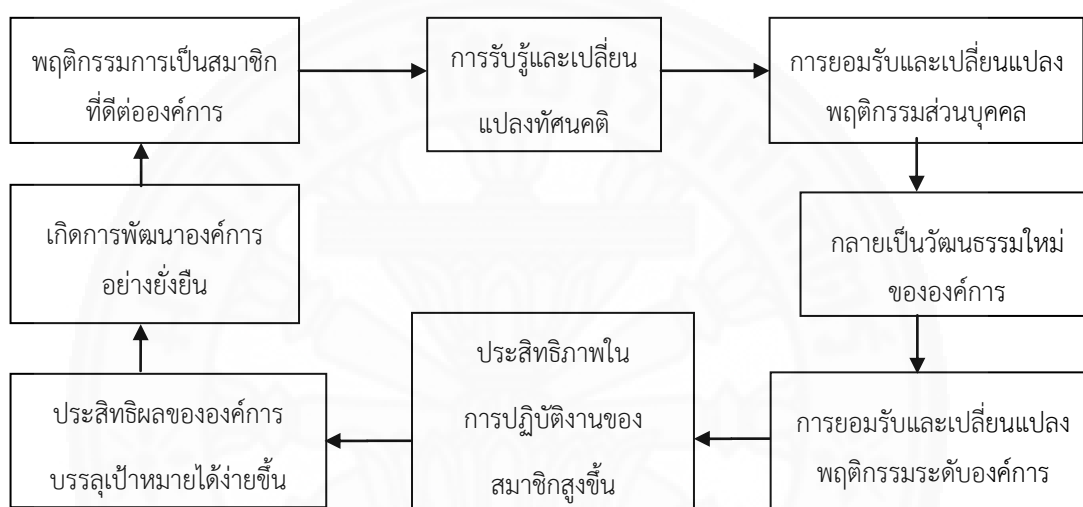 พฤติกรรมการเป็นสมาชิก
ที่ดีต่อองค์การ
การรับรู้และเปลี่ยน
แปลงทัศนคติ
การยอมรับและเปลี่ยนแปลง
พฤติกรรมส่วนบุคคล
กลายเป็นวัฒนธรรมใหม่
ขององค์การ
การยอมรับและเปลี่ยนแปลง
พฤติกรรมระดับองค์การ
ประสิทธิภาพใน
การปฏิบัติงานของ
สมาชิกสูงขึ้น
ประสิทธิผลขององค์การ
บรรลุเป้าหมายได้ง่ายขึ้น
เกิดการพัฒนาองค์การ
อย่างยั่งยืน